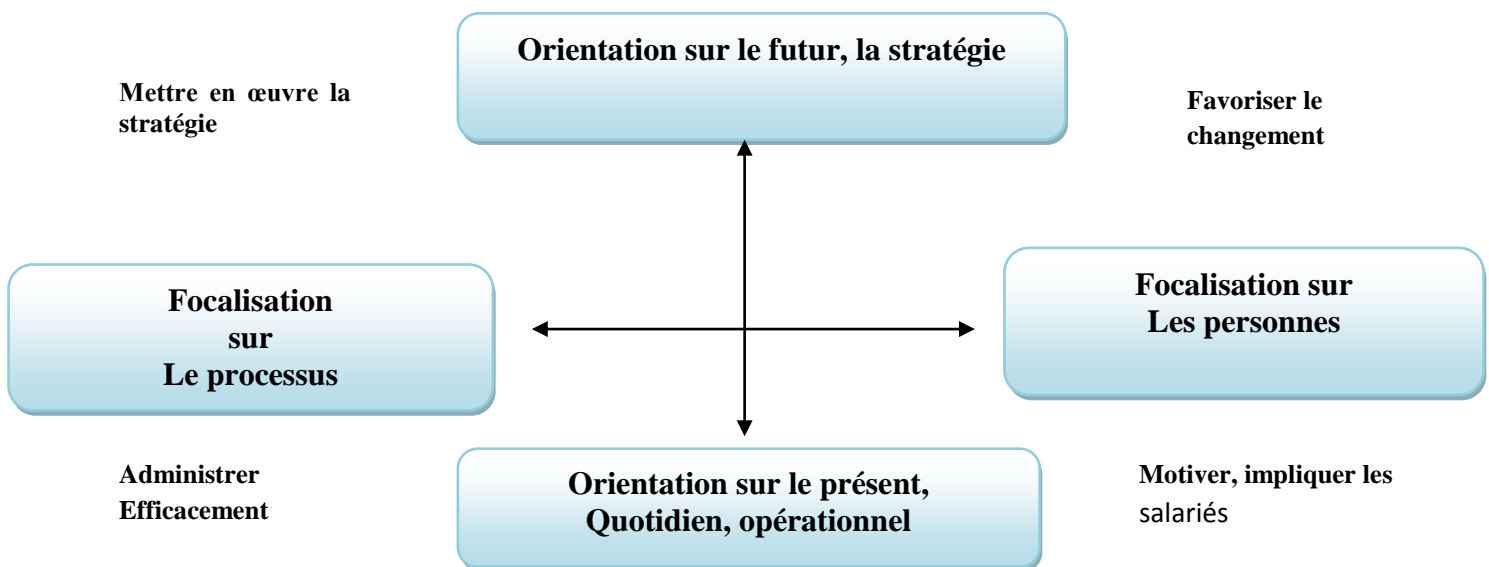 Orientation sur le futur, la stratégie
Mettre en œuvre la
stratégie
Favoriser le
changement
Focalisation
sur
Le processus
Focalisation sur
Les personnes
Administrer
Efficacement
Orientation sur le présent,
Quotidien, opérationnel
Motiver, impliquer les
salariés